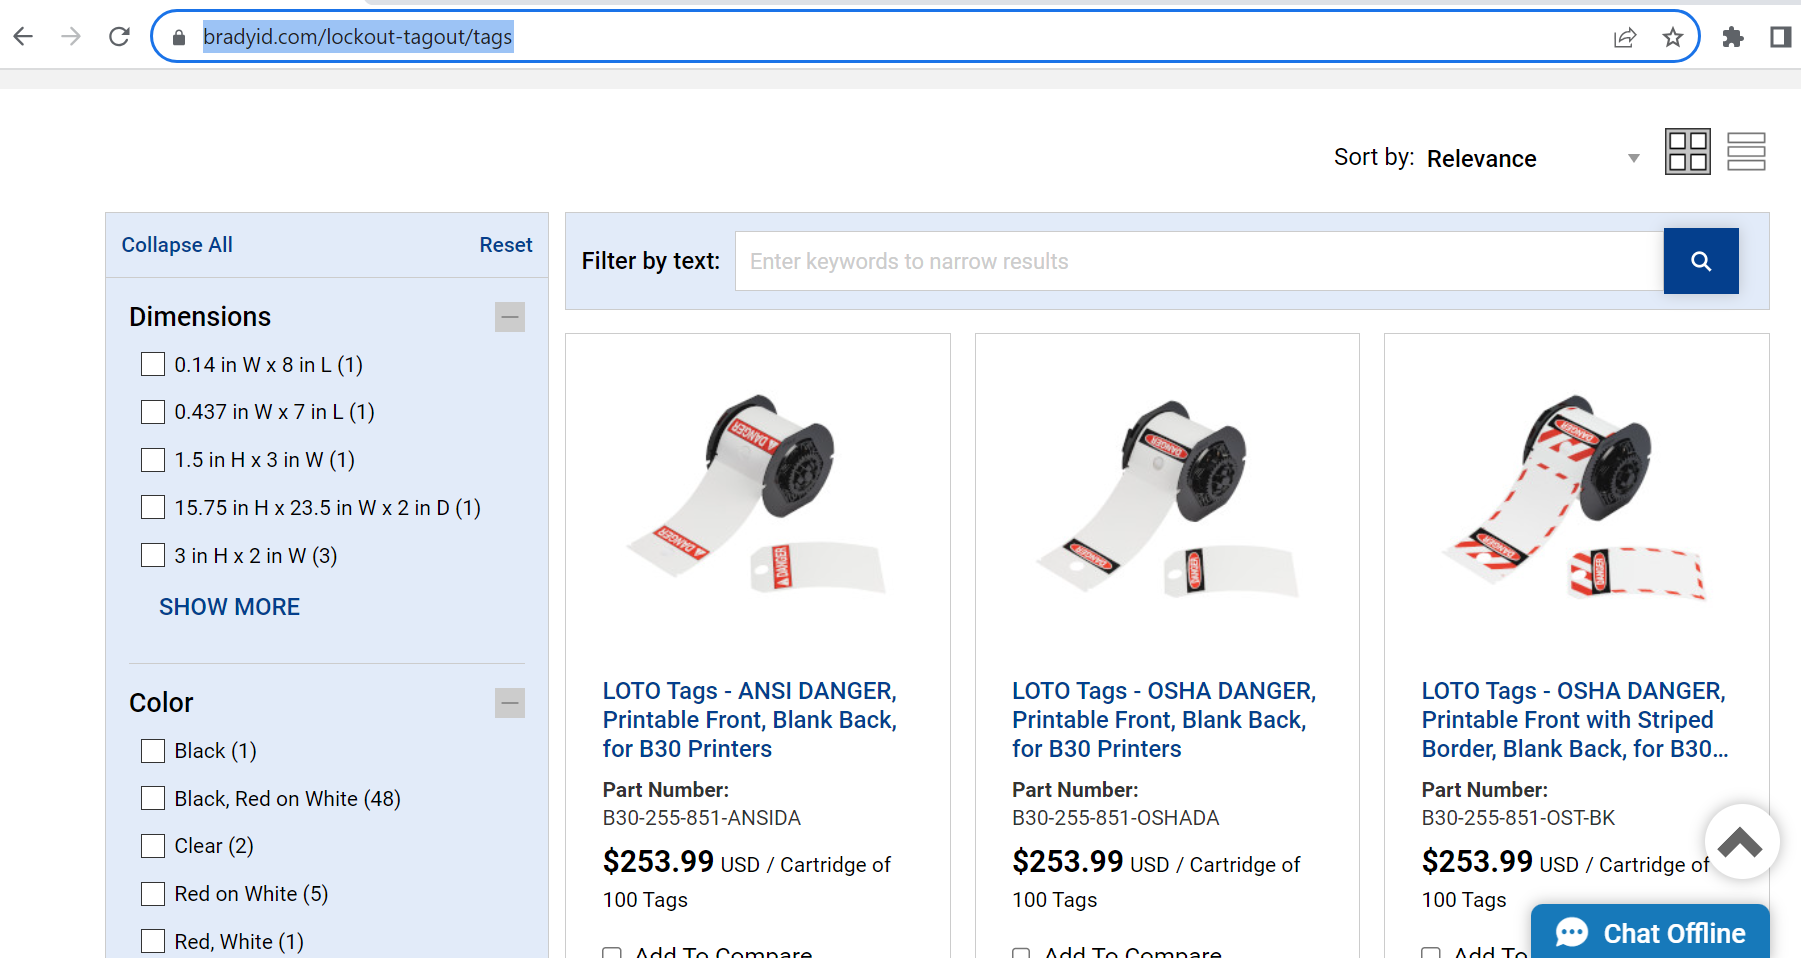 bradyid.com/lockout-tagout/tags
Sort by: Relevance
Collapse All Reset
Filter by text: Enter keywords to narrow results
Dimensions
0.14 in W x 8 in L (1)
0.437 in W x 7 in L (1)
1.5 in H x 3 in W (1)
15.75 in H x 23.5 in W x 2 in D (1)
3 in H x 2 in W (3)
SHOW MORE
Color
Black (1)
Black, Red on White (48)
Clear (2)
Red on White (5)
Red, White (1)
DANGER
DANGER
DANGER
LOTO Tags - ANSI DANGER,
Printable Front, Blank Back,
for B30 Printers
Part Number:
B30-255-851-ANSIDA
$253.99 USD / Cartridge of
100 Tags
Add To Compare
DANGER
DANGER
DANGER
LOTO Tags - OSHA DANGER,
Printable Front, Blank Back,
for B30 Printers
Part Number:
B30-255-851-OSHADA
$253.99 USD / Cartridge of
100 Tags
Add To Compare
DANGER
DANGER
DANGER
LOTO Tags - OSHA DANGER,
Printable Front with Striped
Border, Blank Back, for B30...
Part Number:
B30-255-851-OST-BK
$253.99 USD / Cartridge of
100 Tags
Add To
Chat Offline